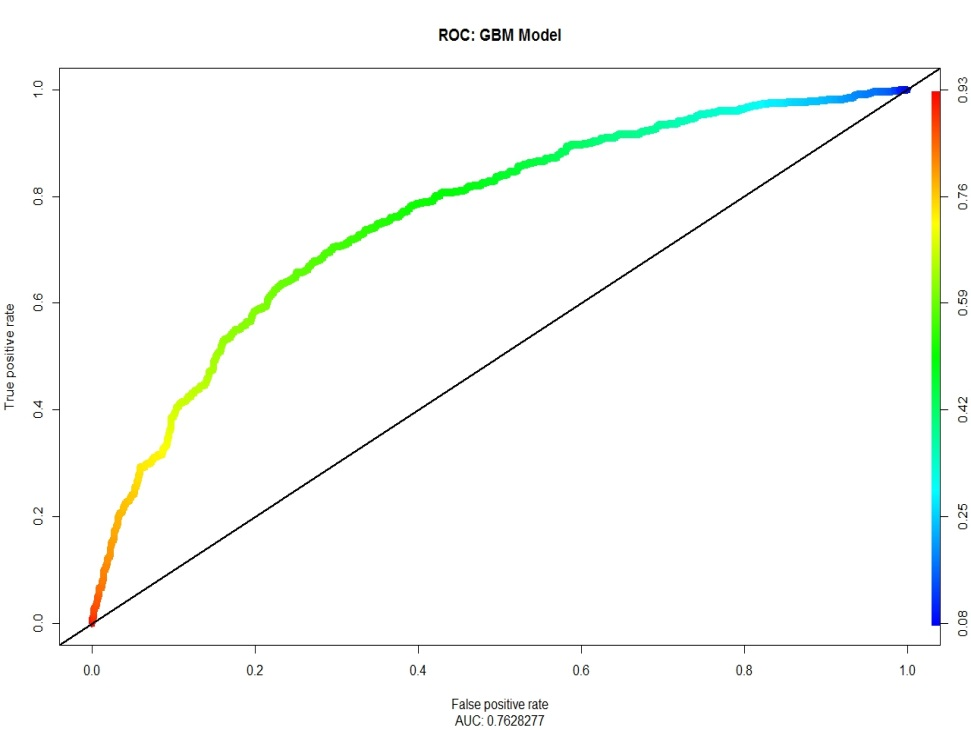 ROC: GBM Model
True positive rate
1.0
0.8
0.6
0.4
0.2
0.0
0.93
0.76
0.59
0.42
0.25
0.08
0.0 0.2 0.4 0.6 0.8 1.0
False positive rate
AUC: 0.7628277